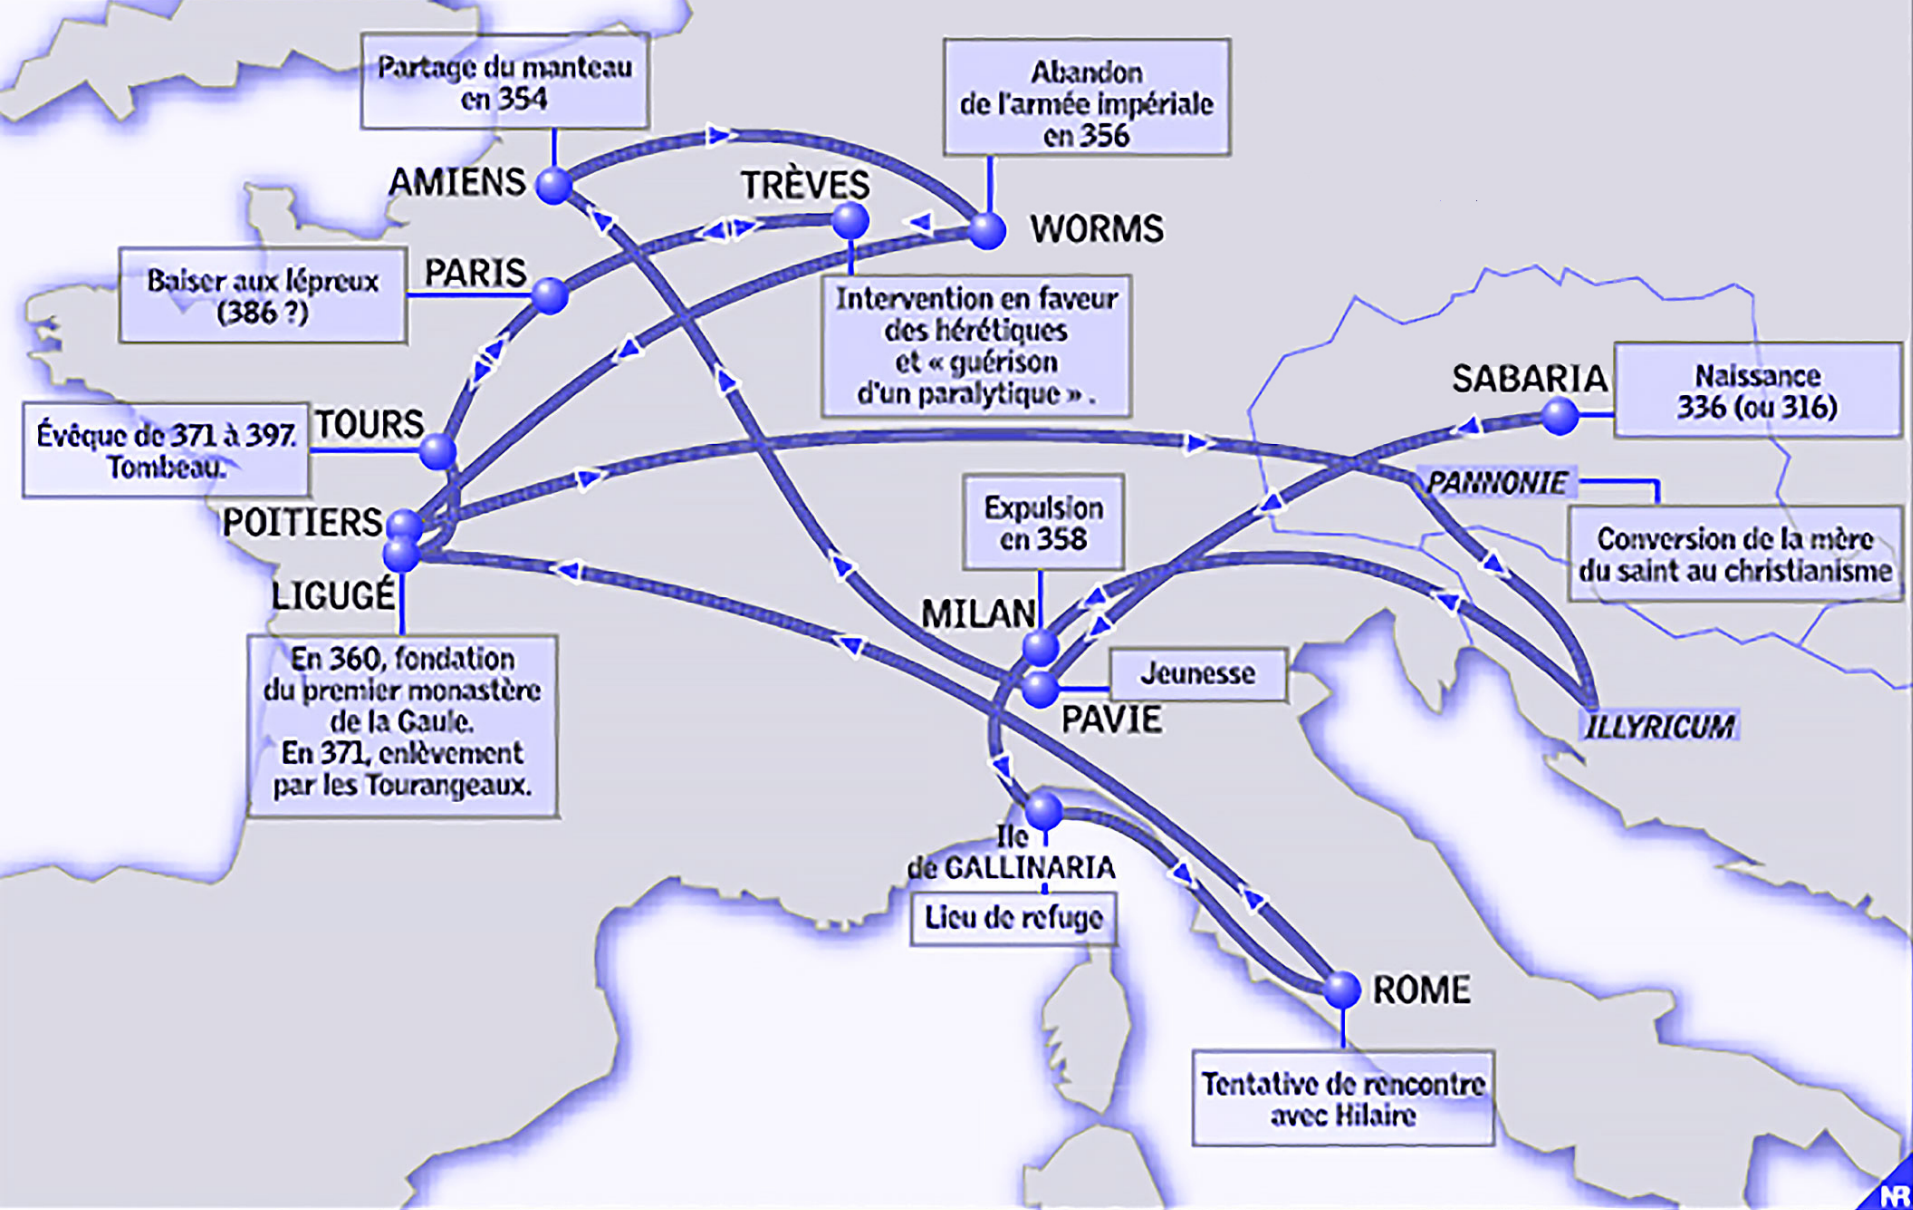 Partage du manteau
en 354
Abandon
de l'armée impériale
en 356
AMIENS
TRÈVES
WORMS
Baiser aux lépreux
(386 ?)
PARIS
Intervention en faveur
des hérétiques
et « guérison
d'un paralytique » .
SABARIA
Naissance
336 (ou 316)
Évêque de 371 à 397.
Tombeau.
TOURS
PANNONIE
Conversion de la mère
du saint au christianisme
Expulsion
en 358
POITIERS
LIGUGÉ
En 360, fondation
du premier monastère
de la Gaule.
En 371, enlèvement
par les Tourangeaux.
MILAN
Jeunesse
PAVIE
ILLYRICUM
Ile
de GALLINARIA
Lieu de refuge
ROME
Tentative de rencontre
avec Hilaire
NR